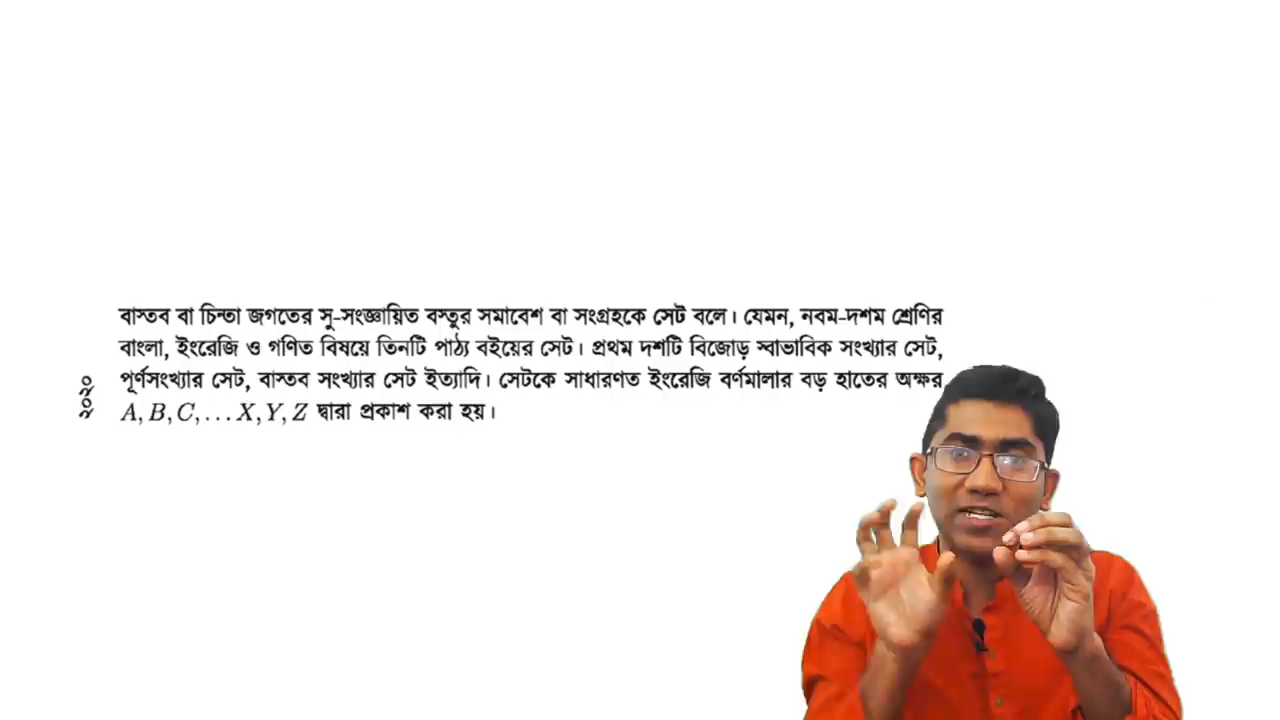 বাস্তব বা চিন্তা জগতের সু-সংজ্ঞায়িত বস্তুর সমাবেশ বা সংগ্রহকে সেট বলে। যেমন, নবম-দশম শ্রেণির
বাংলা, ইংরেজি ও গণিত বিষয়ে তিনটি পাঠ্য বইয়ের সেট। প্রথম দশটি বিজোড় স্বাভাবিক সংখ্যার সেট,
পূর্ণসংখ্যার সেট, বাস্তব সংখ্যার সেট ইত্যাদি। সেটকে সাধারণত ইংরেজি বর্ণমালার বড় হাতের অক্ষর
A, B, C, ... X, Y, Z দ্বারা প্রকাশ করা হয়।
২০২০